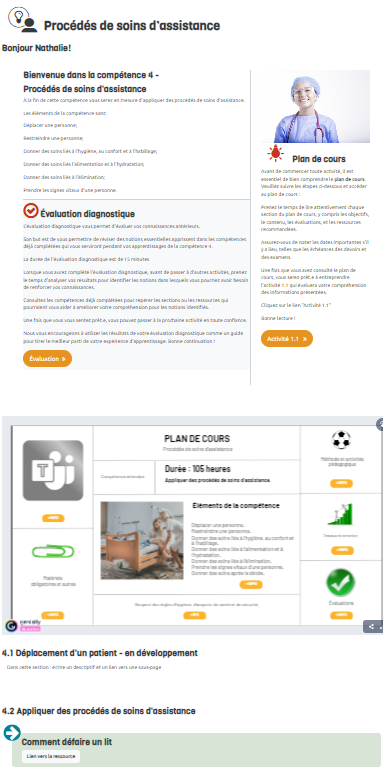 Procédés de soins d'assistance
Bonjour Nathalie!
Bienvenue dans la compétence 4 -
Procédés de soins d'assistance
A la fin de cette compétence vous serez en mesure d'appliquer des procédés de soins d'assistance.
Les éléments de la compétence sont:
Déplacer une personne;
Restreindre une personne;
Donner des soins liés à l'hygiène, au confort et à l'habillage;
Donner des soins liés à l'alimentation et à l'hydratation;
Donner des soins liés à l'élimination;
Prendre les signes vitaux d'une personne.
Évaluation diagnostique
L'évaluation diagnostique vous permet d'évaluer vos connaissances antérieurs.
Son but est de vous permettre de réviser des notions essentielles apprissent dans les compétences
déjà complétées qui vous serviront pendant vos apprentissages de la compétence 4.
La durée de l'évaluation diagnostique est de 15 minutes
Lorsque vous aurez complété l'évaluation diagnostique, avant de passer à d'autres activités, prenez
le temps d'analyser vos résultats pour identifier les notions dans lesquels vous pourriez avoir besoin
de renforcer vos connaissances.
Consultez les compétences déjà complétées pour repérer les sections ou les ressources qui
pourraient vous aider à améliorer votre compréhension pour les notions identifiés.
Une fois que vous vous sentez prêt·e, vous pouvez passer à la prochaine activité en toute confiance.
Nous vous encourageons à utiliser les résultats de votre évaluation diagnostique comme un guide
pour tirer le meilleur parti de votre expérience d'apprentissage. Bonne continuation !
Évaluation »
Plan de cours
Avant de commencer toute activité, il est
essentiel de bien comprendre le plan de cours.
Veuillez suivre les étapes ci-dessous et accéder
au plan de cours :
Prenez le temps de lire attentivement chaque
section du plan de cours, y compris les objectifs,
le contenu, les évaluations, et les ressources
recommandées.
Assurez-vous de noter les dates importantes s'il
y a lieu, telles que les échéances des devoirs et
des examens.
Une fois que vous avez consulté le plan de
cours, vous serez prêt.e à entreprendre
l'activité 1.1 qui évaluera votre compréhension
des informations présentées.
Cliquez sur le lien "Activité 1.1"
Bonne lecture !
Activité 1.1 »
PLAN DE COURS
Procédés de soins d'assistance
Durée : 105 heures
Appliquer des procédés de soins d'assistance.
Éléments de la compétence
Déplacer une personne.
Restreindre une personne.
Donner des soins liés à l'hygiène, au confort et
à l'habillage.
Donner des soins liés à l'alimentation et à
l'hydratation.
Donner des soins liés à l'élimination.
Prendre les signes vitaux d'une personne.
Donner des soins après le décès.
Matériels
obligatoires et autres
Méthode et activités
pédagogique
Évaluations
genially
4.1 Déplacement d'un patient - en développement
Dans cette section : écrire un descriptif et un lien vers une sous-page
4.2 Appliquer des procédés de soins d'assistance
Comment défaire un lit
Lien vers la ressource